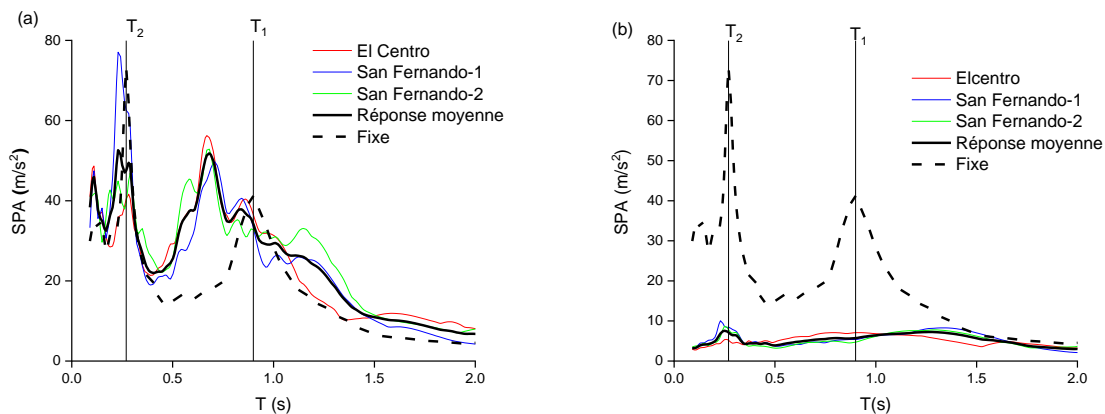 (a)
T2
T1
El Centro
San Fernando-1
San Fernando-2
Réponse moyenne
Fixe
80
60
40
20
0
SPA (m/s²)
0.0 0.5 1.0 1.5 2.0
T (s)
(b)
T2
T1
Elcentro
San Fernando-1
San Fernando-2
Réponse moyenne
Fixe
80
70
60
50
40
30
20
10
0
SPA (m/s²)
0.0 0.5 1.0 1.5 2.0
T(s)